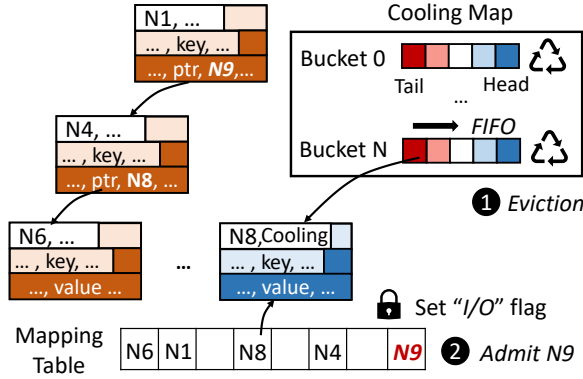 N1, ...
... , key, ...
..., ptr, N9,...
N4, ...
... , key, ...
..., ptr, N8, ...
N6, ...
... , key, ...
..., value ...
...
N8,Cooling
... , key, ...
..., value, ...
Cooling Map
Bucket 0
Tail Head
...
FIFO
Bucket N
1 Eviction
Set “I/O” flag
Mapping
Table
N6 N1 N8 N4 N9
2 Admit N9